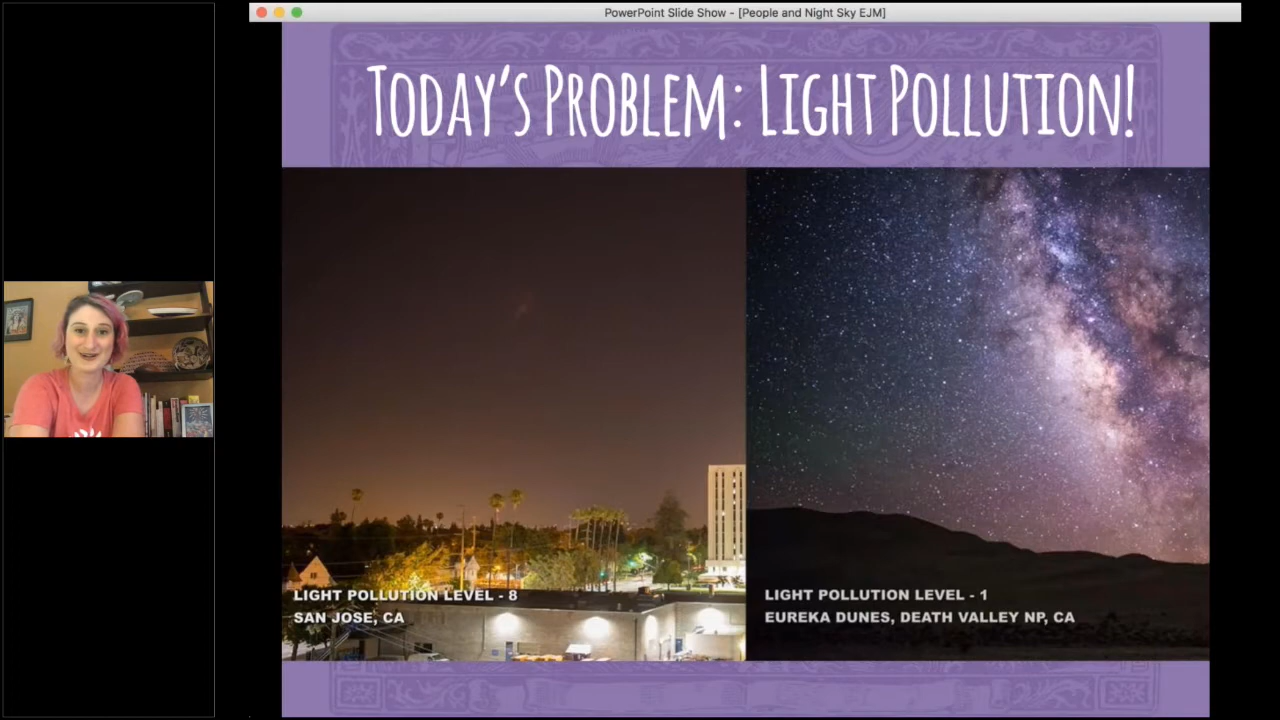 PowerPoint Slide Show - [People and Night Sky EJM]
Today's Problem: Light Pollution!
LIGHT POLLUTION LEVEL - 8
SAN JOSE, CA
LIGHT POLLUTION LEVEL - 1
EUREKA DUNES, DEATH VALLEY NP, CA